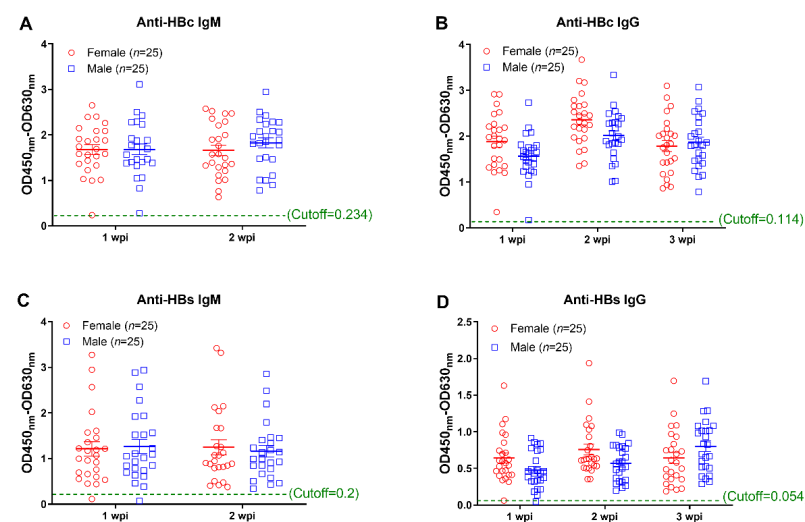 A
Anti-HBc IgM
OD450nm-OD630nm
4
3
2
1
0
Female (n=25)
Male (n=25)
(Cutoff=0.234)
1 wpi
2 wpi
B
Anti-HBc IgG
OD450nm-OD630nm
4
3
2
1
0
Female (n=25)
Male (n=25)
(Cutoff=0.114)
1 wpi
2 wpi
3 wpi
C
Anti-HBs IgM
OD450nm-OD630nm
4
3
2
1
0
Female (n=25)
Male (n=25)
(Cutoff=0.2)
1 wpi
2 wpi
D
Anti-HBs IgG
OD450nm-OD630nm
2.5
2.0
1.5
1.0
0.5
0.0
Female (n=25)
Male (n=25)
(Cutoff=0.054
1 wpi
2 wpi
3 wpi